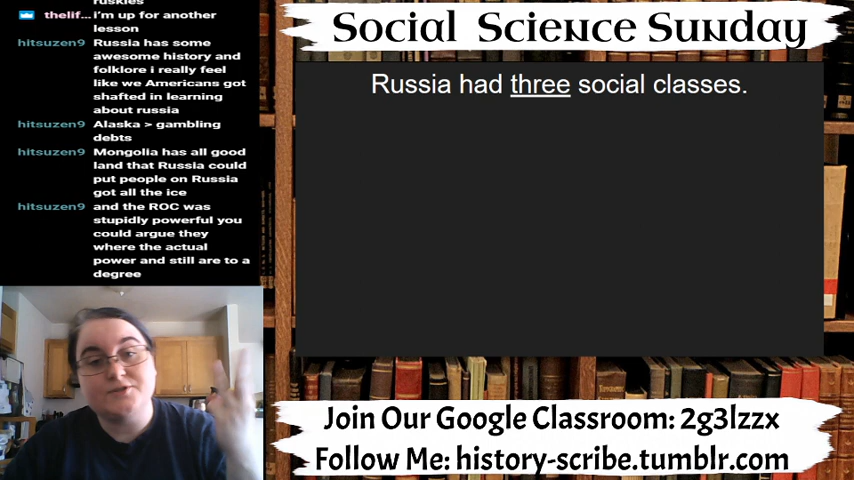 ruskies
thelif... i'm up for another
lesson
hitsuzen9 Russia has some
awesome history and
folklore i really feel
like we Americans got
shafted in learning
about russia
hitsuzen9 Alaska > gambling
debts
hitsuzen9 Mongolia has all good
land that Russia could
put people on Russia
got all the ice
hitsuzen9 and the ROC was
stupidly powerful you
could argue they
where the actual
power and still are to a
degree
Social Science Sunday
Russia had three social classes.
Join Our Google Classroom: 2g3lzzx
Follow Me: history-scribe.tumblr.com